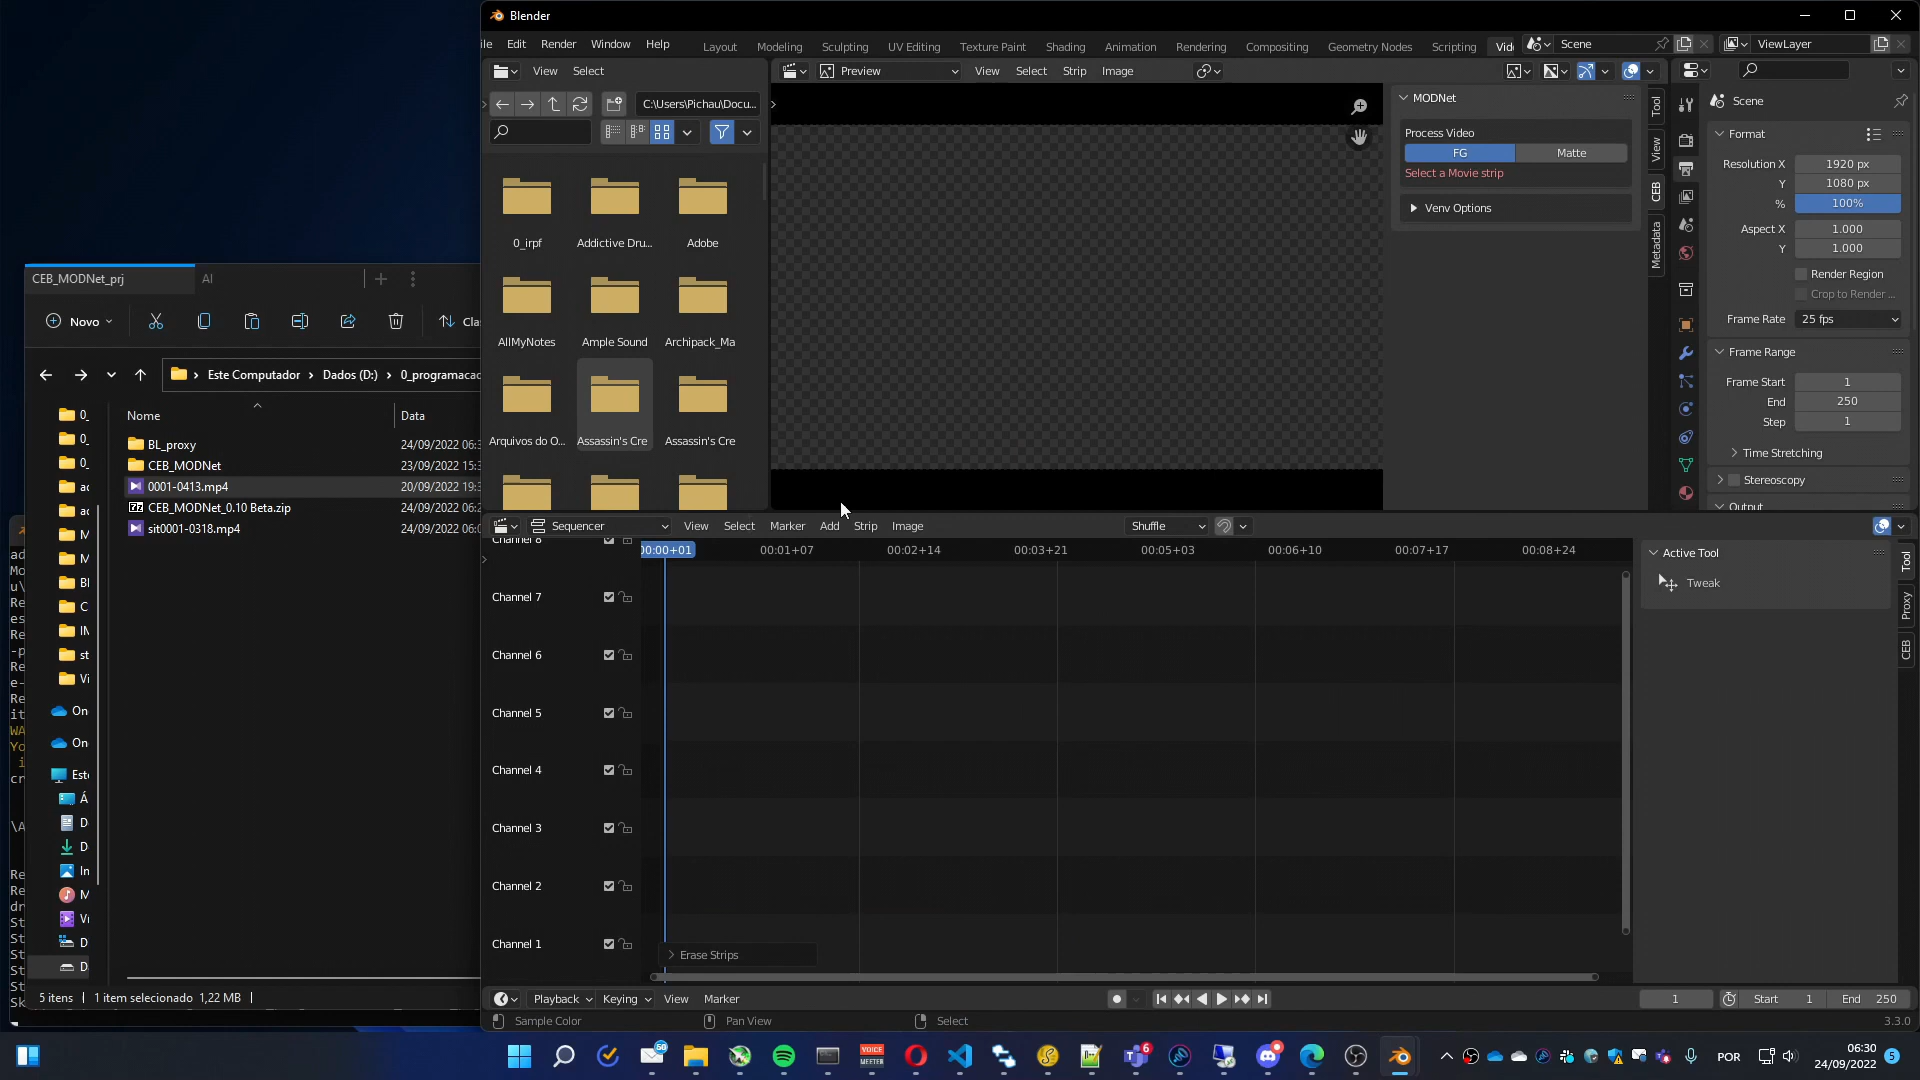 Blender
ile Edit Render Window Help
Layout Modeling Sculpting UV Editing Texture Paint Shading Animation Rendering Compositing Geometry Nodes Scripting Vid
Scene
ViewLayer
View Select
Preview View Select Strip Image
C:\Users\Pichau\Docu...
0_irpf Addictive Dru... Adobe
AllMyNotes Ample Sound Archipack_Ma
Arquivos do O... Assassin's Cre Assassin's Cre
MODNet
Process Video
FG Matte
Select a Movie strip
Venv Options
Tool
View
CEB
Metadata
Scene
Format
Resolution X 1920 px
Y 1080 px
% 100%
Aspect X 1.000
Y 1.000
Render Region
Crop to Render ...
Frame Rate 25 fps
Frame Range
Frame Start 1
End 250
Step 1
Time Stretching
Stereoscopy
Output
CEB_MODNet_prj AI
Novo Clas
Este Computador > Dados (D:) > 0_programacao
Nome Data
BL_proxy 24/09/2022 06:3
CEB_MODNet 23/09/2022 15:3
0001-0413.mp4 20/09/2022 19:3
CEB_MODNet_0.10 Beta.zip 24/09/2022 06:2
sit0001-0318.mp4 24/09/2022 06:0
5 itens 1 item selecionado 1,22 MB
Sequencer View Select Marker Add Strip Image
Shuffle
00:00+01 00:01+07 00:02+14 00:03+21 00:05+03 00:06+10 00:07+17 00:08+24
Channel 8
Channel 7
Channel 6
Channel 5
Channel 4
Channel 3
Channel 2
Channel 1
Erase Strips
Active Tool
Tweak
Tool
Proxy
CEB
Playback Keying View Marker
1 Start 1 End 250
Sample Color Pan View Select
3.3.0
POR
06:30
24/09/2022